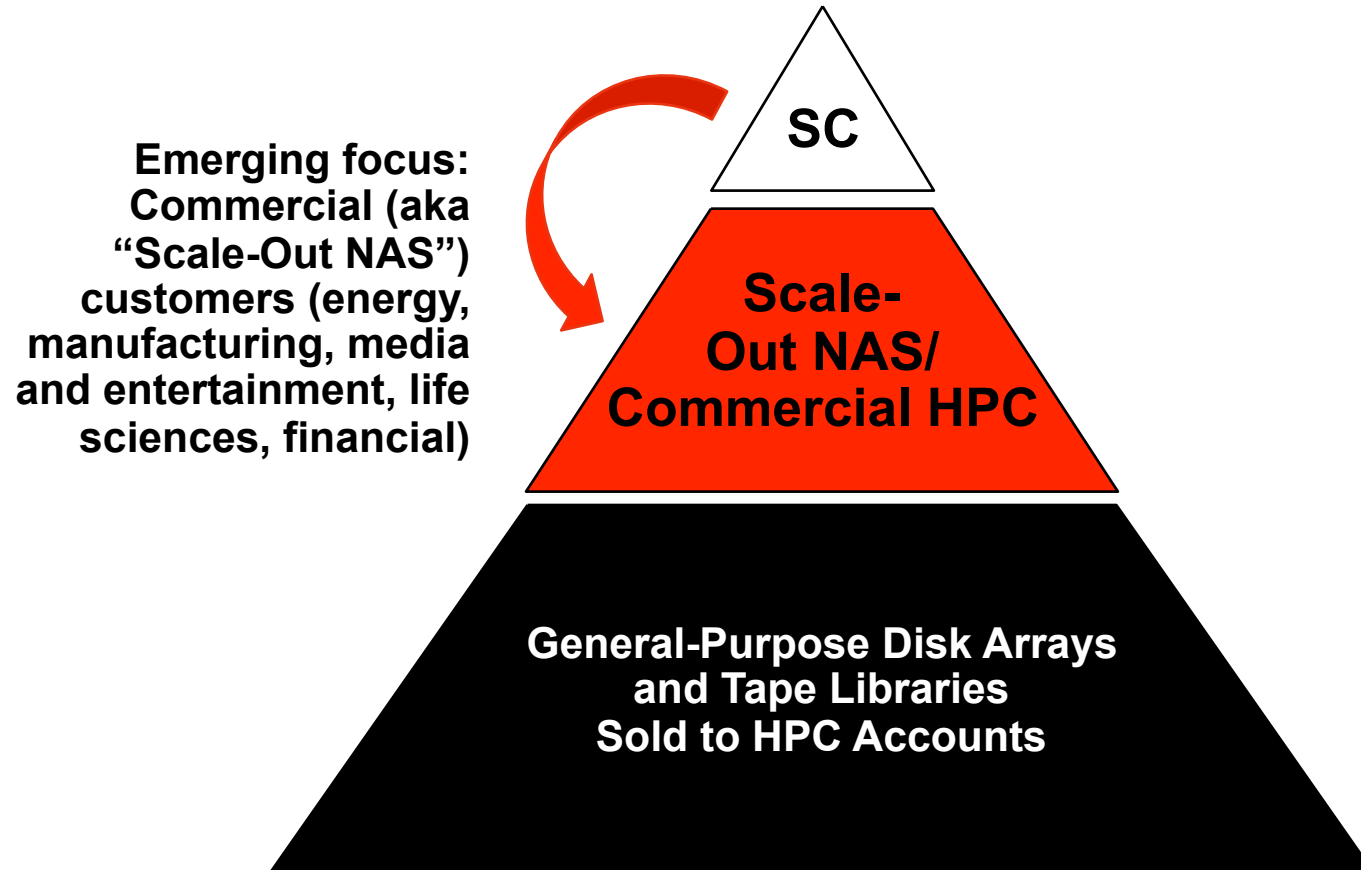 SC
Emerging focus:
Commercial (aka
“Scale-Out NAS”)
customers (energy,
manufacturing, media
and entertainment, life
sciences, financial)
Scale-
Out NAS/
Commercial HPC
General-Purpose Disk Arrays
and Tape Libraries
Sold to HPC Accounts